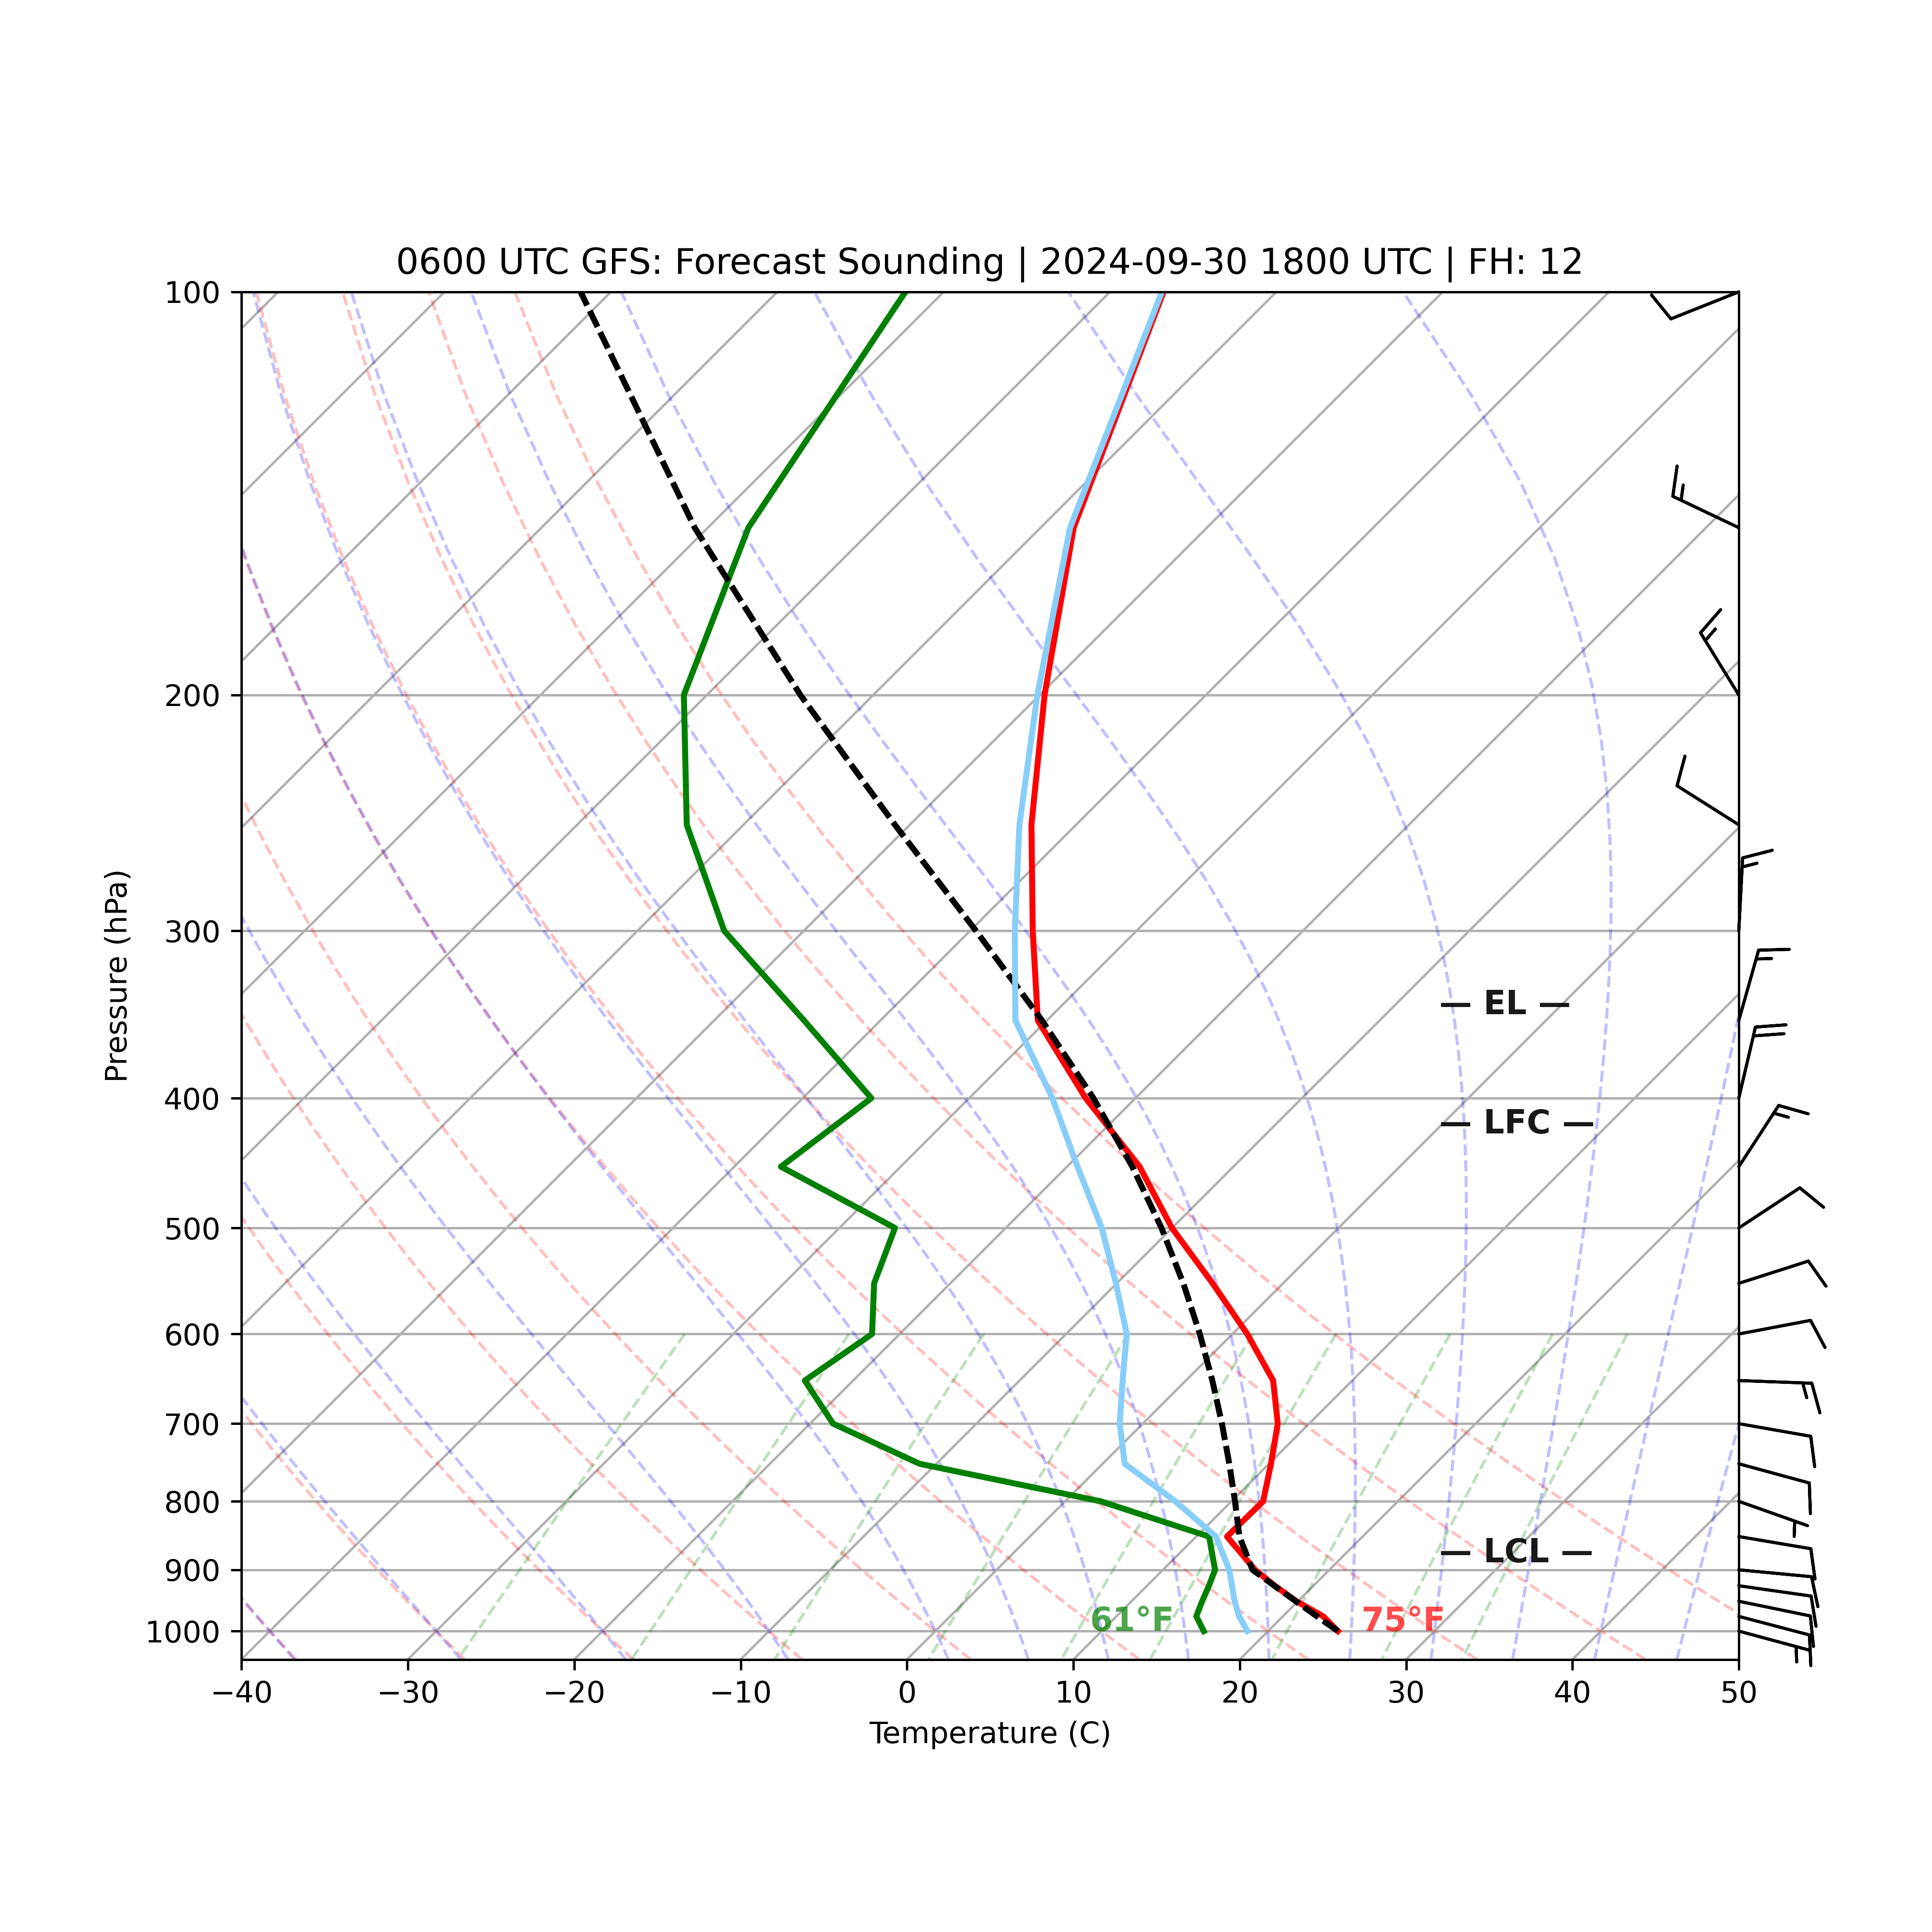 0600 UTC GFS: Forecast Sounding | 2024-09-30 1800 UTC | FH: 12
100
200
300
— EL —
Pressure (hPa)
400
— LFC —
500
600
700
800
— LCL —
900
61°F 75°F
1000
−40 −30 −20 −10 0 10 20 30 40 50
Temperature (C)